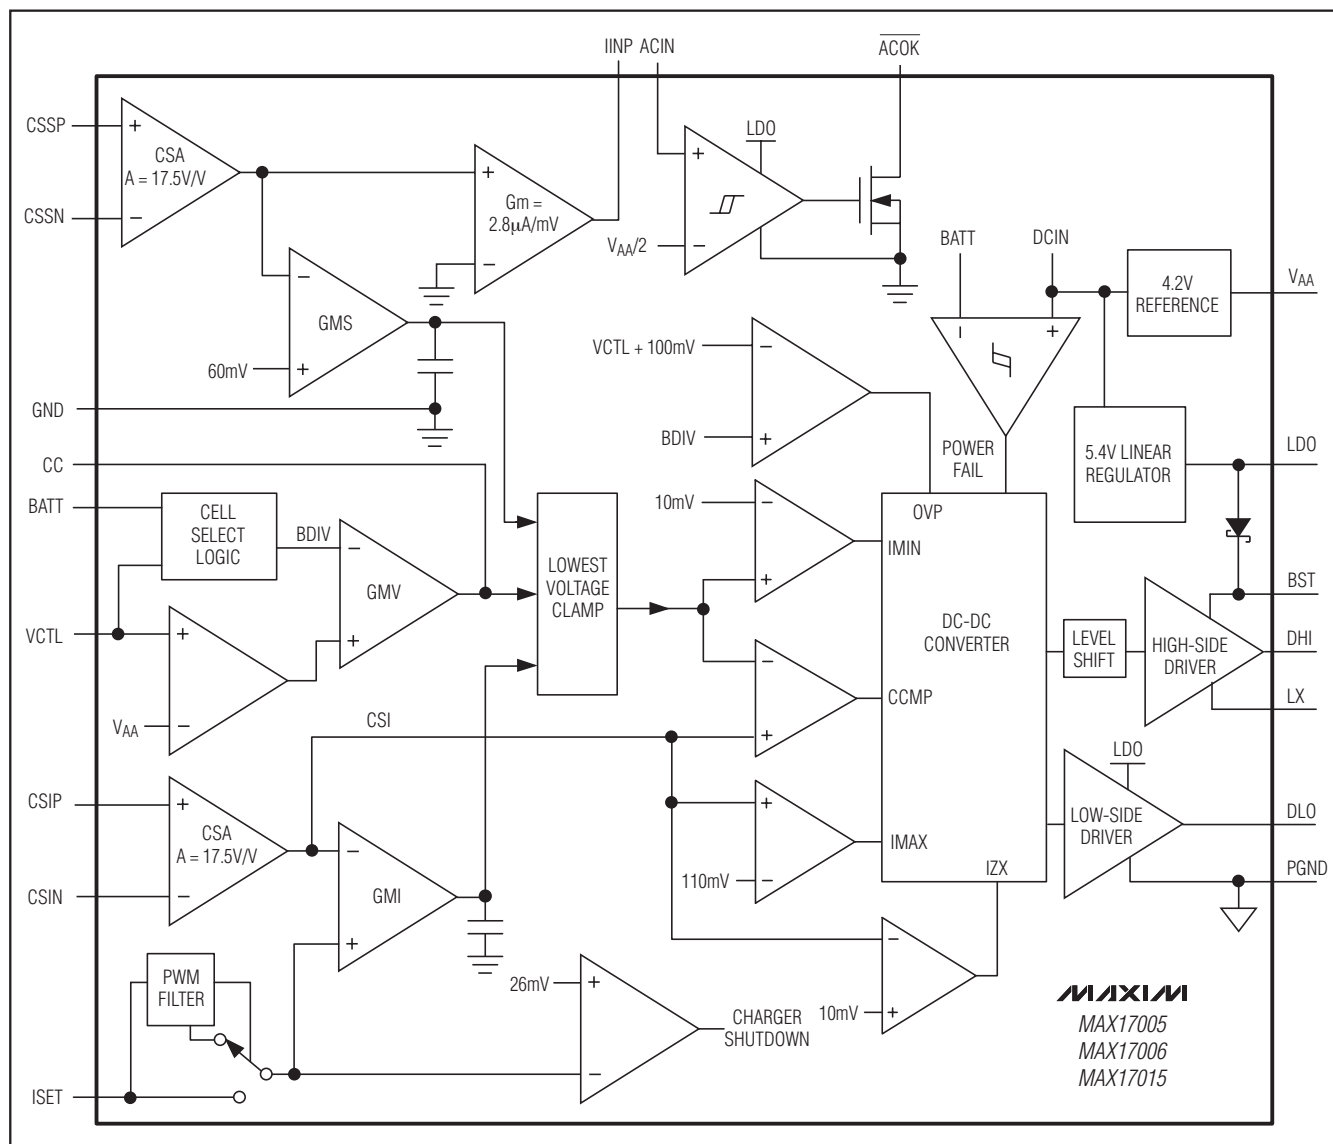 IINP ACIN
ACOK
CSSP
CSSN
+
CSA
A = 17.5V/V
−
+
Gm =
2.8µA/mV
−
LDO
+
VAA/2
−
BATT
DCIN
−
+
4.2V
REFERENCE
VAA
−
GMS
60mV
+
VCTL + 100mV
−
BDIV
+
POWER
FAIL
5.4V LINEAR
REGULATOR
LDO
GND
CC
BATT
CELL
SELECT
LOGIC
BDIV
−
GMV
+
LOWEST
VOLTAGE
CLAMP
10mV
−
+
OVP
IMIN
DC-DC
CONVERTER
LEVEL
SHIFT
HIGH-SIDE
DRIVER
BST
DHI
LX
VCTL
+
VAA
−
CSI
−
+
CCMP
CSIP
+
CSA
A = 17.5V/V
−
CSIN
−
GMI
+
+
110mV
−
IMAX
IZX
LDO
LOW-SIDE
DRIVER
DLO
PGND
PWM
FILTER
ISET
26mV
+
−
CHARGER
SHUTDOWN
−
10mV
+
MAXIM
MAX17005
MAX17006
MAX17015